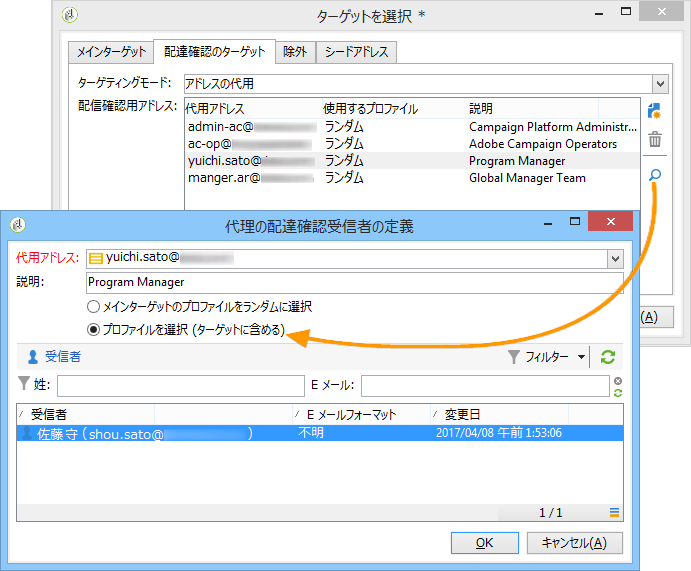 ターゲットを選択 *
メインターゲット 配達確認のターゲット 除外 シードアドレス
ターゲティングモード: アドレスの代用
配信確認用アドレス: 代用アドレス 使用するプロファイル 説明
admin-ac@ ランダム Campaign Platform Administr...
ac-op@ ランダム Adobe Campaign Operators
yuichi.sato@ ランダム Program Manager
manger.ar@ ランダム Global Manager Team
(A)
代理の配達確認受信者の定義
代用アドレス: yuichi.sato@
説明: Program Manager
メインターゲットのプロファイルをランダムに選択
プロファイルを選択 (ターゲットに含める)
受信者 フィルター
姓: E メール:
受信者 E メールフォーマット 変更日
佐藤守 ( shou.sato@ ) 不明 2017/04/08 午前 1:53:06
1 / 1
OK キャンセル(A)